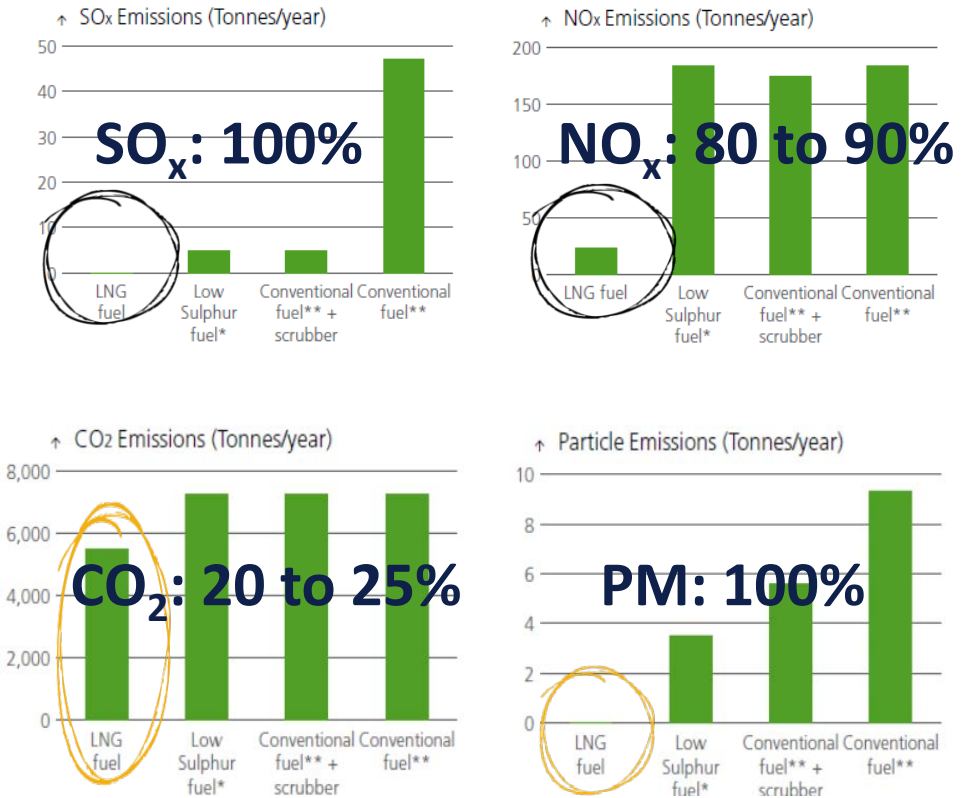 ↑ SOx Emissions (Tonnes/year)
50
40
30
20
10
0
SOx: 100%
LNG fuel
Low Sulphur fuel*
Conventional fuel** + scrubber
Conventional fuel**
↑ NOx Emissions (Tonnes/year)
200
150
100
50
0
NOx: 80 to 90%
LNG fuel
Low Sulphur fuel*
Conventional fuel** + scrubber
Conventional fuel**
↑ CO2 Emissions (Tonnes/year)
8,000
6,000
4,000
2,000
0
CO2: 20 to 25%
LNG fuel
Low Sulphur fuel*
Conventional fuel** + scrubber
Conventional fuel**
↑ Particle Emissions (Tonnes/year)
10
8
6
4
2
0
PM: 100%
LNG fuel
Low Sulphur fuel*
Conventional fuel** + scrubber
Conventional fuel**